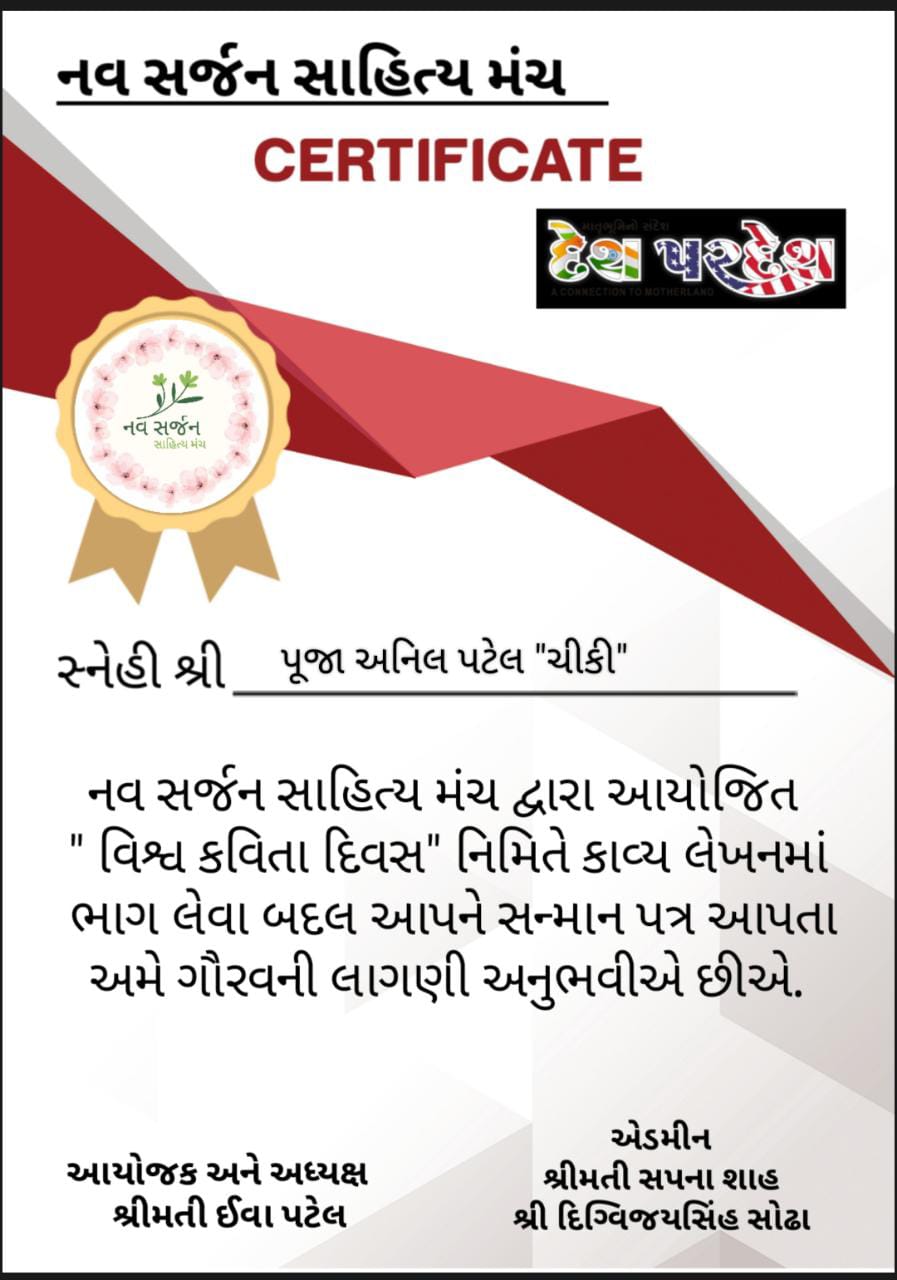 નવ સર્જન સાહિત્ય મંચ
CERTIFICATE
માતૃભૂમિનો સંદેશ
દેશ પરદેશ
A CONNECTION TO MOTHERLAND
નવ સર્જન
સાહિત્ય મંચ
સ્નેહી શ્રી પૂજા અનિલ પટેલ "ચીકી"
નવ સર્જન સાહિત્ય મંચ દ્વારા આયોજિત
" વિશ્વ કવિતા દિવસ" નિમિતે કાવ્ય લેખનમાં
ભાગ લેવા બદલ આપને સન્માન પત્ર આપતા
અમે ગૌરવની લાગણી અનુભવીએ છીએ.
આયોજક અને અધ્યક્ષ
શ્રીમતી ઈવા પટેલ
એડમીન
શ્રીમતી સપના શાહ
શ્રી દિગ્વિજયસિંહ સોઢા